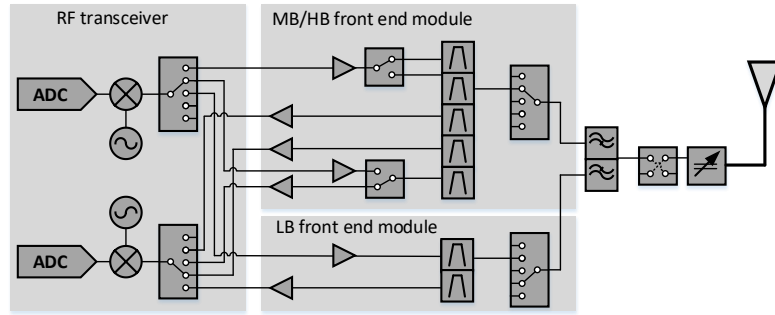 RF transceiver
MB/HB front end module
ADC
LB front end module
ADC